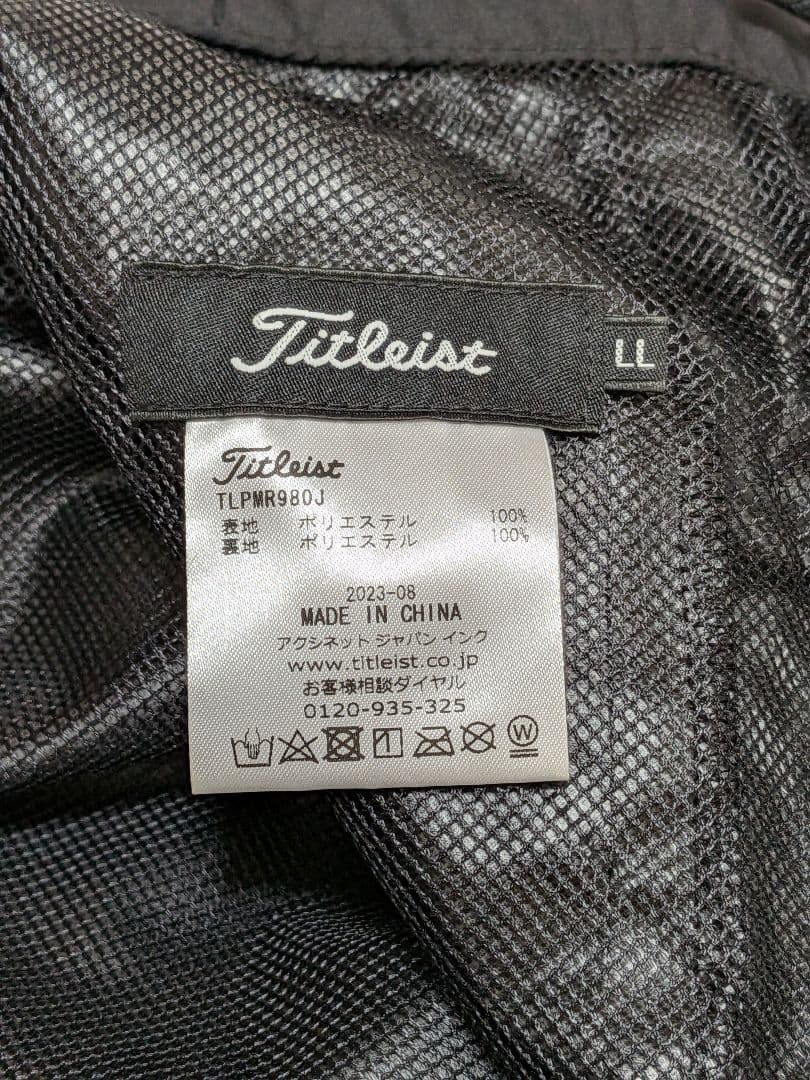 Titleist
LL
Titleist
TLPMR980J
表地 ポリエステル 100%
裏地 ポリエステル 100%
2023-08
MADE IN CHINA
アクシネット ジャパン インク
www.titleist.co.jp
お客様相談ダイヤル
0120-935-325
W